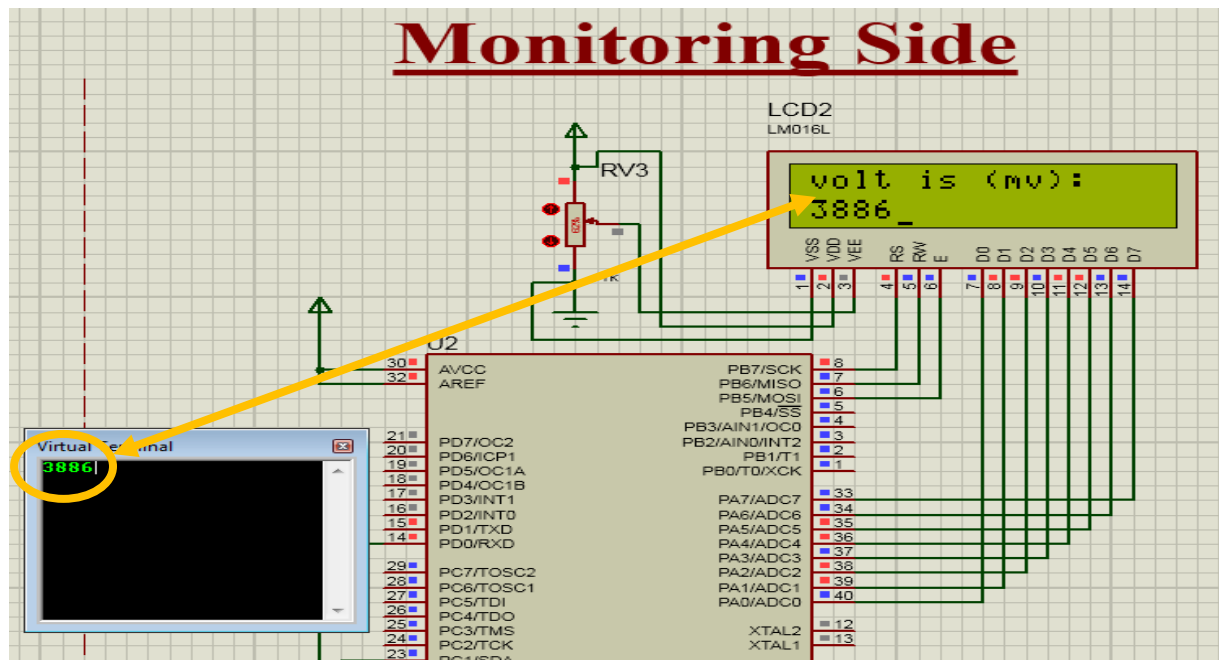 Monitoring Side
LCD2
LM016L
RV3
volt is (mv):
3886_
62%
VSS
VDD
VEE
RS
RW
E
D0
D1
D2
D3
D4
D5
D6
D7
1
2
3
4
5
6
7
8
9
10
11
12
13
14
U2
30
AVCC
32
AREF
21
PD7/OC2
20
PD6/ICP1
19
PD5/OC1A
18
PD4/OC1B
17
PD3/INT1
16
PD2/INT0
15
PD1/TXD
14
PD0/RXD
29
PC7/TOSC2
28
PC6/TOSC1
27
PC5/TDI
26
PC4/TDO
25
PC3/TMS
24
PC2/TCK
23
PC1/SDA
PB7/SCK
8
PB6/MISO
7
PB5/MOSI
6
PB4/SS
5
PB3/AIN1/OC0
4
PB2/AIN0/INT2
3
PB1/T1
2
PB0/T0/XCK
1
PA7/ADC7
33
PA6/ADC6
34
PA5/ADC5
35
PA4/ADC4
36
PA3/ADC3
37
PA2/ADC2
38
PA1/ADC1
39
PA0/ADC0
40
XTAL2
12
XTAL1
13
Virtual Terminal
3886